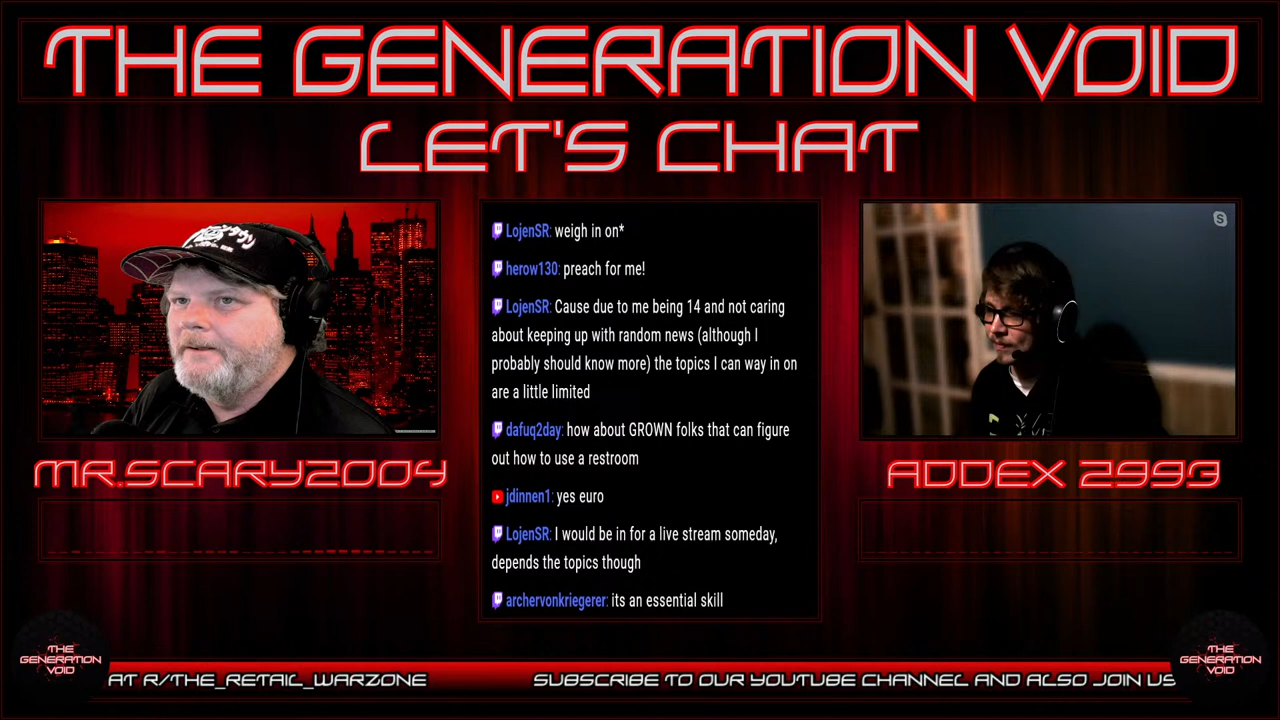 THE GENERATION VOID
LET'S CHAT
LojenSR: weigh in on*
herow130: preach for me!
LojenSR: Cause due to me being 14 and not caring
about keeping up with random news (although I
probably should know more) the topics I can way in on
are a little limited
dafuq2day: how about GROWN folks that can figure
out how to use a restroom
jdinnen1: yes euro
LojenSR: I would be in for a live stream someday,
depends the topics though
archervonkriegerer: its an essential skill
MR.SCARY2004
ADDEX 2993
THE
GENERATION
VOID
AT R/THE_RETAIL_WARZONE
SUBSCRIBE TO OUR YOUTUBE CHANNEL AND ALSO JOIN US
THE
GENERATION
VOID